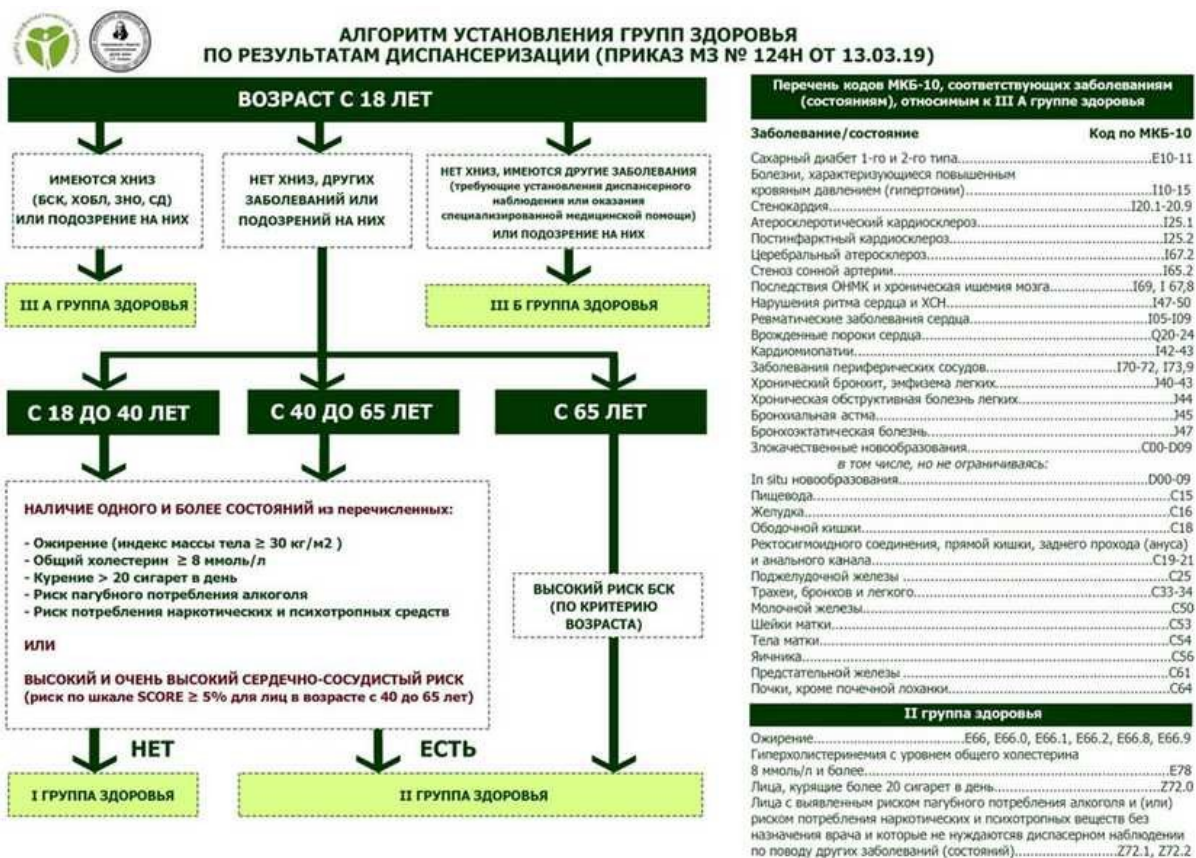 АЛГОРИТМ УСТАНОВЛЕНИЯ ГРУПП ЗДОРОВЬЯ
ПО РЕЗУЛЬТАТАМ ДИСПАНСЕРИЗАЦИИ (ПРИКАЗ МЗ № 124Н ОТ 13.03.19)
ВОЗРАСТ С 18 ЛЕТ
ИМЕЮТСЯ ХНИЗ
(БСК, ХОБЛ, ЗНО, СД)
ИЛИ ПОДОЗРЕНИЕ НА НИХ
НЕТ ХНИЗ, ДРУГИХ
ЗАБОЛЕВАНИЙ ИЛИ
ПОДОЗРЕНИЙ НА НИХ
НЕТ ХНИЗ, ИМЕЮТСЯ ДРУГИЕ ЗАБОЛЕВАНИЯ
(требующие установления диспансерного
наблюдения или оказания
специализированной медицинской помощи)
ИЛИ ПОДОЗРЕНИЕ НА НИХ
III А ГРУППА ЗДОРОВЬЯ
III Б ГРУППА ЗДОРОВЬЯ
С 18 ДО 40 ЛЕТ
С 40 ДО 65 ЛЕТ
С 65 ЛЕТ
НАЛИЧИЕ ОДНОГО И БОЛЕЕ СОСТОЯНИЙ из перечисленных:
- Ожирение (индекс массы тела ≥ 30 кг/м2 )
- Общий холестерин ≥ 8 ммоль/л
- Курение > 20 сигарет в день
- Риск пагубного потребления алкоголя
- Риск потребления наркотических и психотропных средств
ИЛИ
ВЫСОКИЙ И ОЧЕНЬ ВЫСОКИЙ СЕРДЕЧНО-СОСУДИСТЫЙ РИСК
(риск по шкале SCORE ≥ 5% для лиц в возрасте с 40 до 65 лет)
ВЫСОКИЙ РИСК БСК
(ПО КРИТЕРИЮ
ВОЗРАСТА)
НЕТ
ЕСТЬ
I ГРУППА ЗДОРОВЬЯ
II ГРУППА ЗДОРОВЬЯ
Перечень кодов МКБ-10, соответствующих заболеваниям
(состояниям), относимым к III А группе здоровья
Заболевание/состояние Код по МКБ-10
Сахарный диабет 1-го и 2-го типа...E10-11
Болезни, характеризующиеся повышенным
кровяным давлением (гипертонии)...I10-15
Стенокардия...I20.1-20.9
Атеросклеротический кардиосклероз...I25.1
Постинфарктный кардиосклероз...I25.2
Церебральный атеросклероз...I67.2
Стеноз сонной артерии...I65.2
Последствия ОНМК и хроническая ишемия мозга...I69, I 67,8
Нарушения ритма сердца и ХСН...I47-50
Ревматические заболевания сердца...I05-I09
Врожденные пороки сердца...Q20-24
Кардиомиопатии...I42-43
Заболевания периферических сосудов...I70-72, I73,9
Хронический бронхит, эмфизема легких...J40-43
Хроническая обструктивная болезнь легких...J44
Бронхиальная астма...J45
Бронхоэктатическая болезнь...J47
Злокачественные новообразования...C00-D09
в том числе, но не ограничиваясь:
In situ новообразования...D00-09
Пищевода...C15
Желудка...C16
Ободочной кишки...C18
Ректосигмоидного соединения, прямой кишки, заднего прохода (ануса)
и анального канала...C19-21
Поджелудочной железы ...C25
Трахеи, бронхов и легкого...C33-34
Молочной железы...C50
Шейки матки...C53
Тела матки...C54
Яичника...C56
Предстательной железы ...C61
Почки, кроме почечной лоханки...C64
II группа здоровья
Ожирение...E66, E66.0, E66.1, E66.2, E66.8, E66.9
Гиперхолистеринемия с уровнем общего холестерина
8 ммоль/л и более...E78
Лица, курящие более 20 сигарет в день...Z72.0
Лица с выявленным риском пагубного потребления алкоголя и (или)
риском потребления наркотических и психотропных веществ без
назначения врача и которые не нуждаютсяв диспасерном наблюдении
по поводу других заболеваний (состояний)...Z72.1, Z72.2